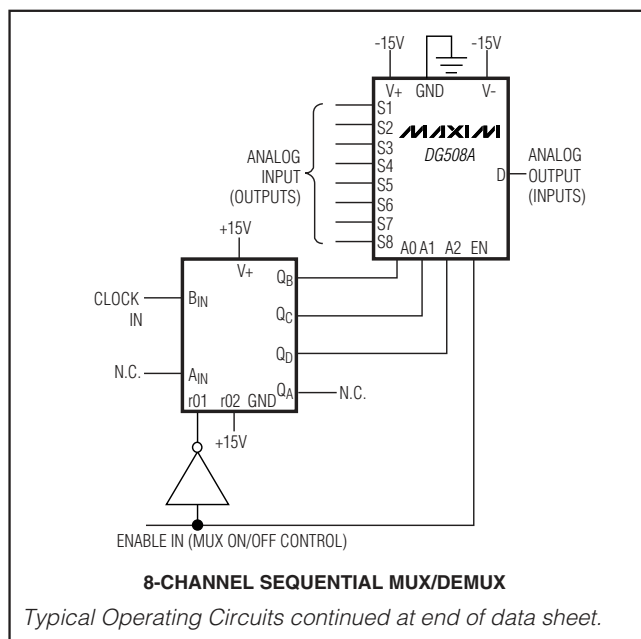 -15V -15V
V+ GND V-
S1
S2
S3
S4
S5
S6
S7
S8
MAXIM
DG508A
D
ANALOG
OUTPUT
(INPUTS)
ANALOG
INPUT
(OUTPUTS)
A0 A1 A2 EN
+15V
V+
CLOCK
IN
BIN
N.C.
AIN
QB
QC
QD
QA
N.C.
r01 r02 GND
+15V
ENABLE IN (MUX ON/OFF CONTROL)
8-CHANNEL SEQUENTIAL MUX/DEMUX
Typical Operating Circuits continued at end of data sheet.